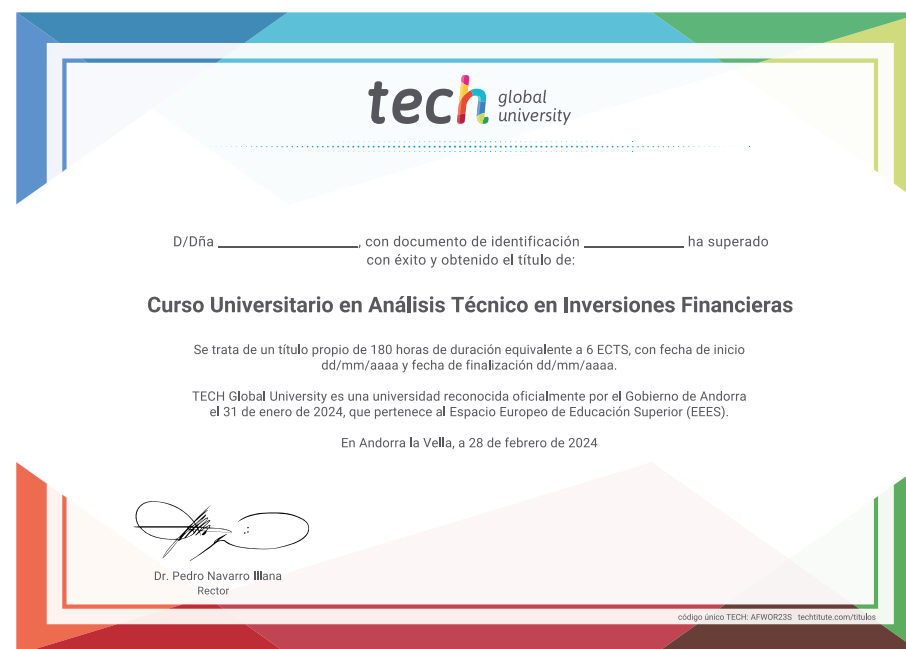 tech global university
D/Dña ______________, con documento de identificación __________ ha superado
con éxito y obtenido el título de:
Curso Universitario en Análisis Técnico en Inversiones Financieras
Se trata de un título propio de 180 horas de duración equivalente a 6 ECTS, con fecha de inicio
dd/mm/aaaa y fecha de finalización dd/mm/aaaa.
TECH Global University es una universidad reconocida oficialmente por el Gobierno de Andorra
el 31 de enero de 2024, que pertenece al Espacio Europeo de Educación Superior (EEES).
En Andorra la Vella, a 28 de febrero de 2024
Dr. Pedro Navarro Illana
Rector
código único TECH: AFWOR23S techtitute.com/titulos